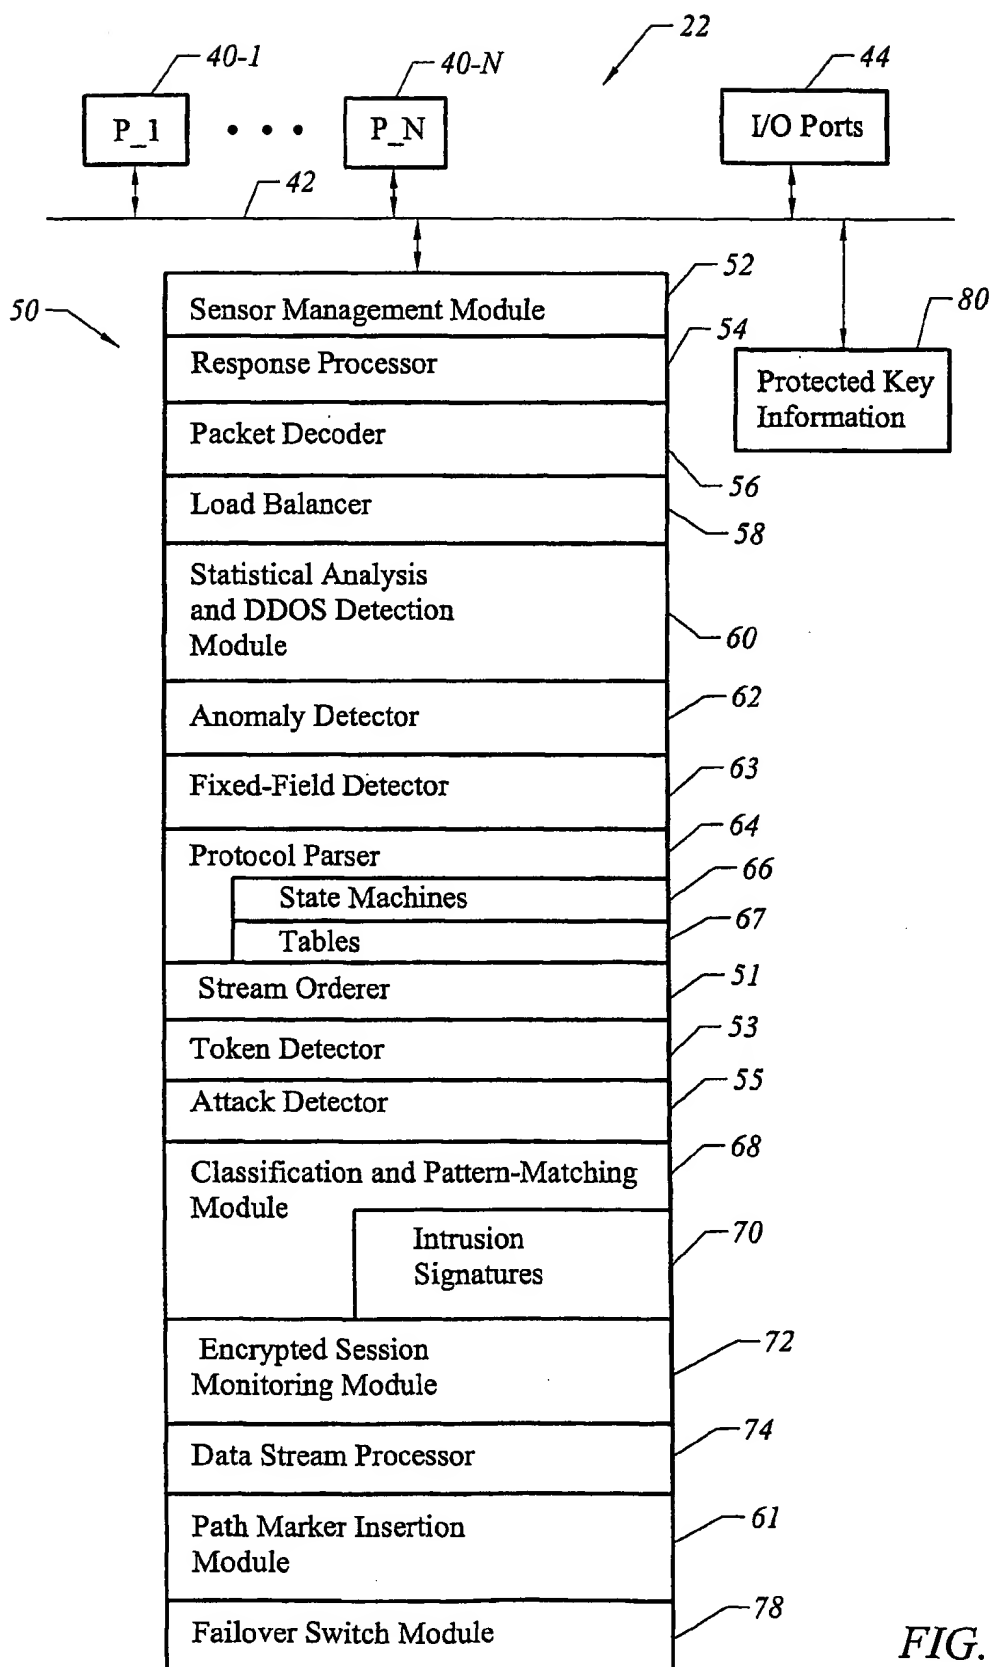 22
40-1
40-N
44
P_1
P_N
I/O Ports
42
52
50
Sensor Management Module
54
80
Response Processor
Protected Key
Information
Packet Decoder
56
Load Balancer
58
Statistical Analysis
and DDOS Detection
Module
60
Anomaly Detector
62
Fixed-Field Detector
63
64
Protocol Parser
66
State Machines
67
Tables
51
Stream Orderer
53
Token Detector
55
Attack Detector
68
Classification and Pattern-Matching
Module
70
Intrusion
Signatures
72
Encrypted Session
Monitoring Module
74
Data Stream Processor
61
Path Marker Insertion
Module
78
Failover Switch Module
FIG.